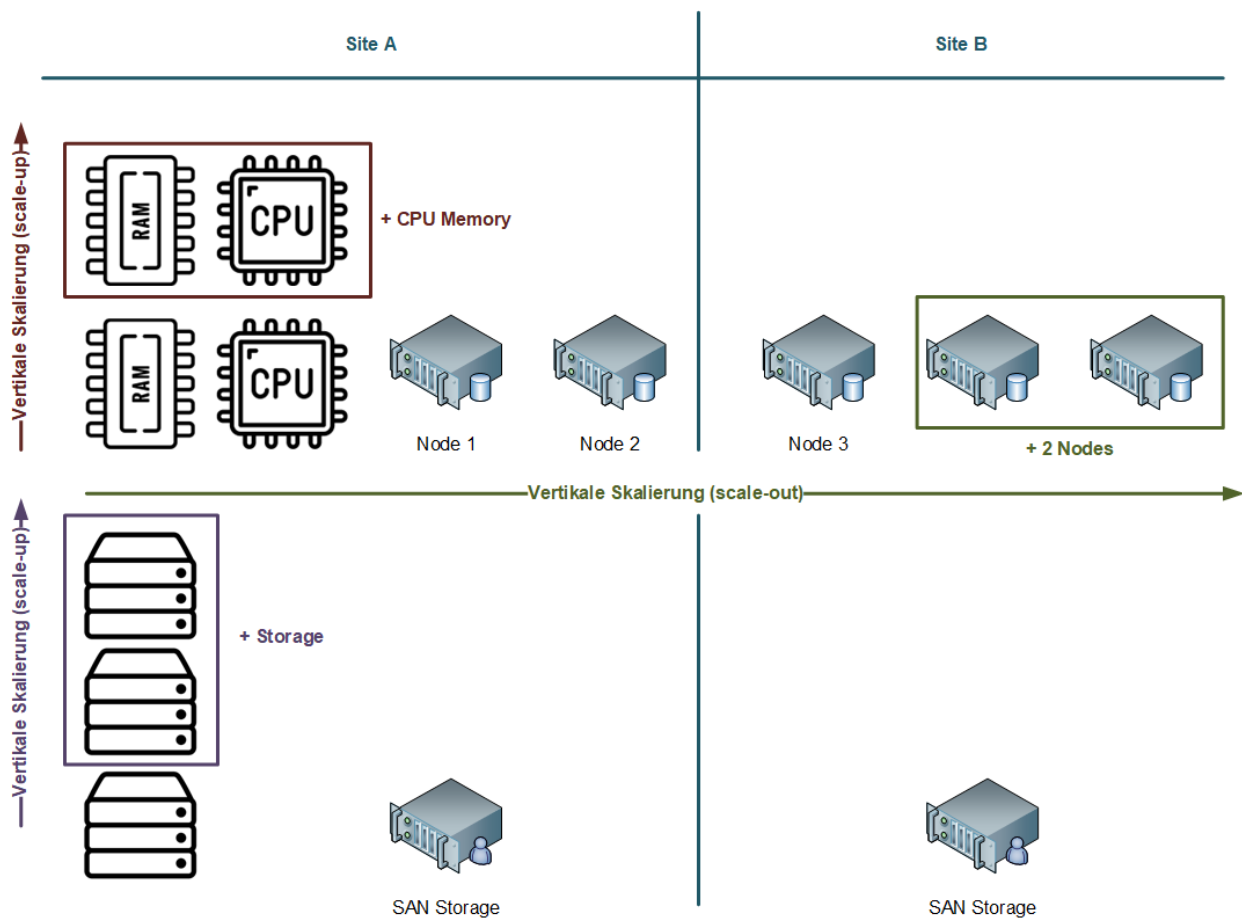 Site A
Site B
Vertikale Skalierung (scale-up)
RAM
CPU
+ CPU Memory
RAM
CPU
Node 1
Node 2
Node 3
+ 2 Nodes
Vertikale Skalierung (scale-out)
Vertikale Skalierung (scale-up)
+ Storage
SAN Storage
SAN Storage